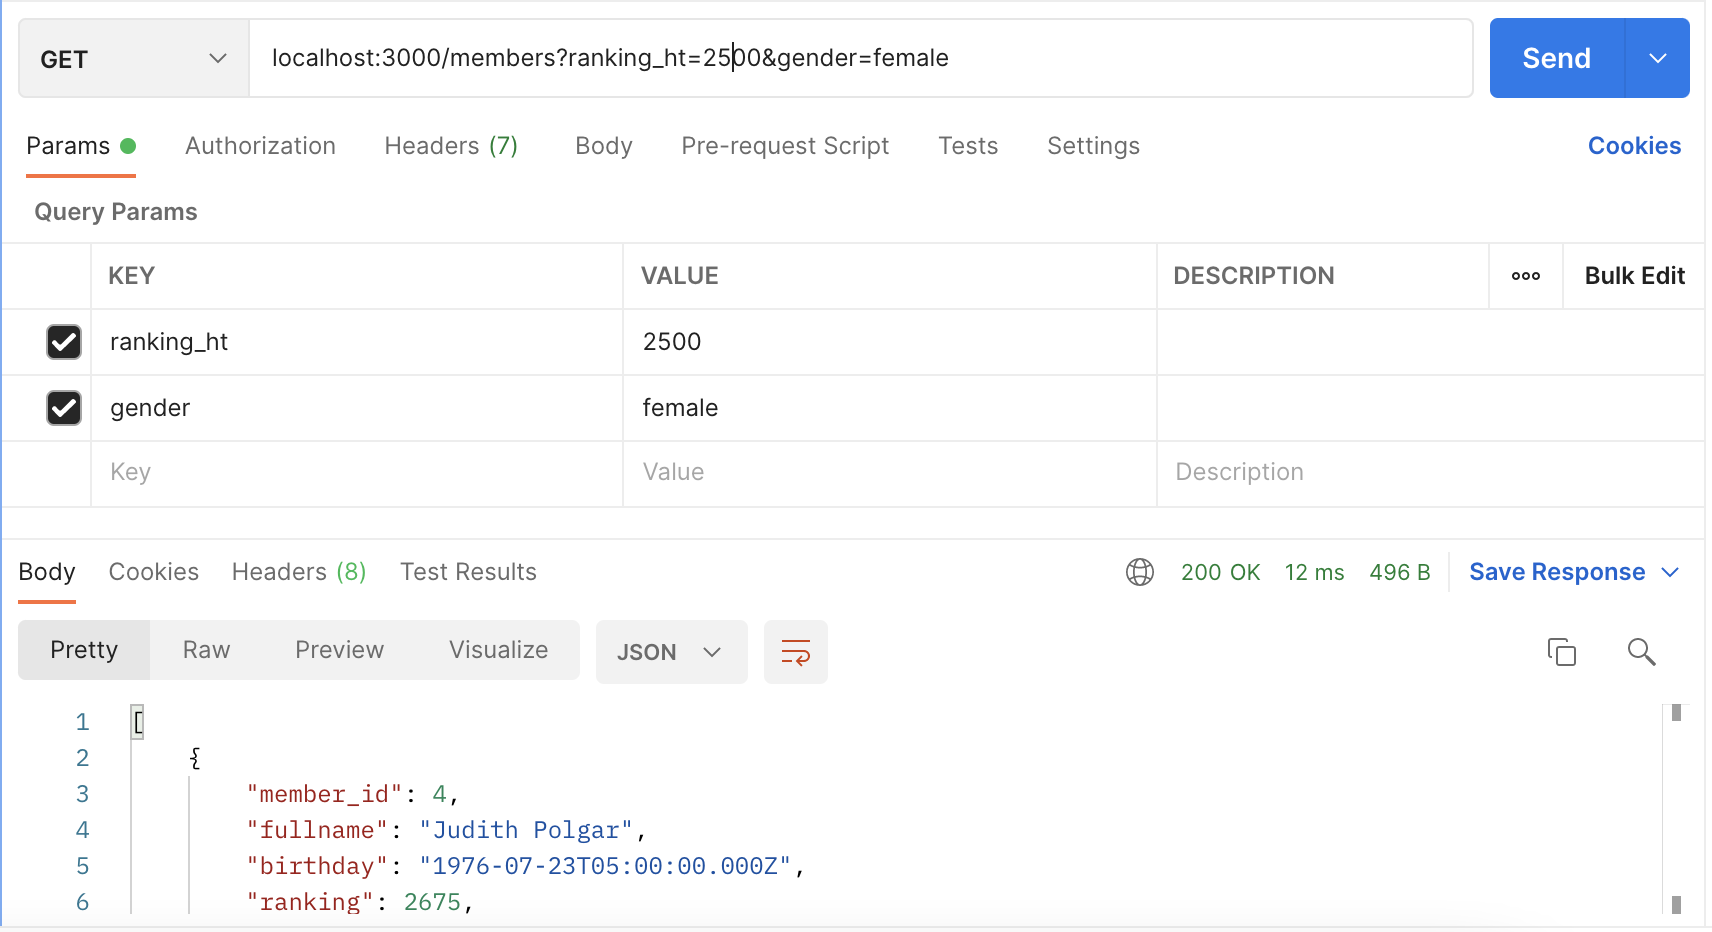 GET localhost:3000/members?ranking_ht=2500&gender=female Send
Params Authorization Headers (7) Body Pre-request Script Tests Settings Cookies
Query Params
KEY VALUE DESCRIPTION ooo Bulk Edit
ranking_ht 2500
gender female
Key Value Description
Body Cookies Headers (8) Test Results 200 OK 12 ms 496 B Save Response
Pretty Raw Preview Visualize JSON
1 [
2 {
3 "member_id": 4,
4 "fullname": "Judith Polgar",
5 "birthday": "1976-07-23T05:00:00.000Z",
6 "ranking": 2675,